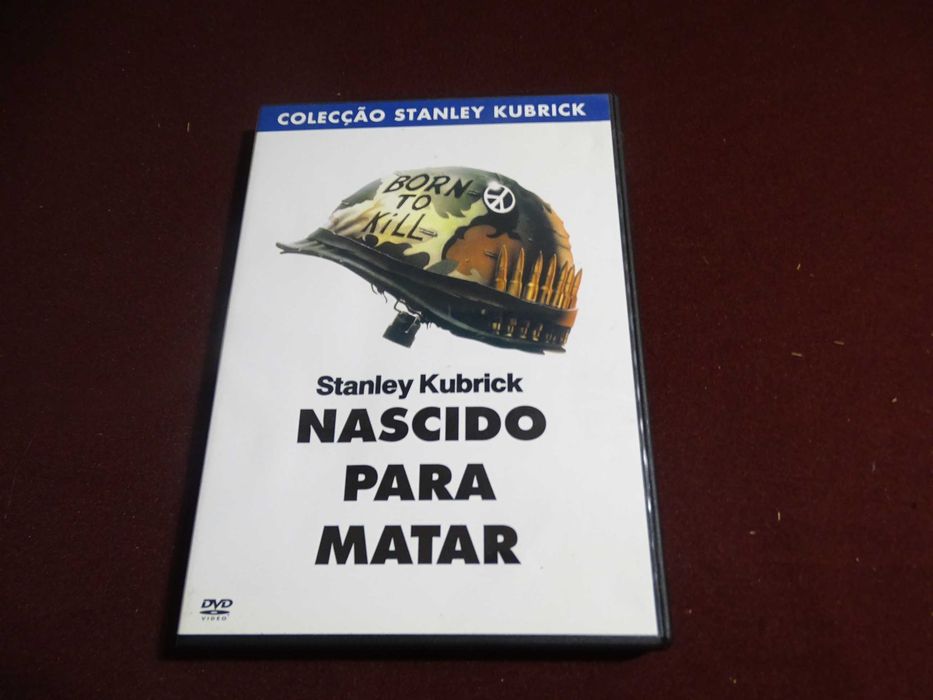 COLECÇÃO STANLEY KUBRICK
BORN
TO
KiLL
Stanley Kubrick
NASCIDO
PARA
MATAR
DVD
VIDEO